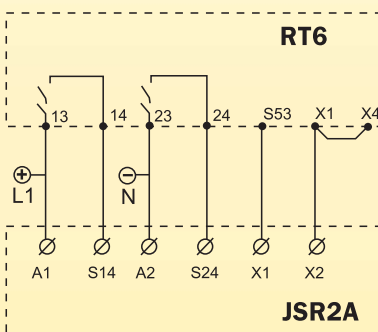 RT6
13 14 23 24 S53 X1 X4
⊕ ⊖
L1 N
A1 S14 A2 S24 X1 X2
JSR2A